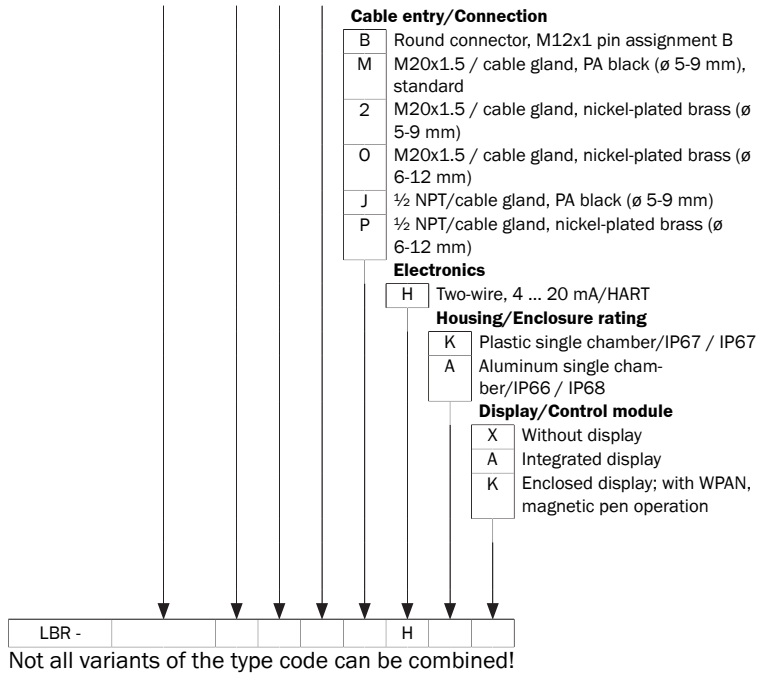 Cable entry/Connection
B Round connector, M12x1 pin assignment B
M M20x1.5 / cable gland, PA black (ø 5-9 mm),
standard
2 M20x1.5 / cable gland, nickel-plated brass (ø
5-9 mm)
0 M20x1.5 / cable gland, nickel-plated brass (ø
6-12 mm)
J ½ NPT/cable gland, PA black (ø 5-9 mm)
P ½ NPT/cable gland, nickel-plated brass (ø
6-12 mm)
Electronics
H Two-wire, 4 ... 20 mA/HART
Housing/Enclosure rating
K Plastic single chamber/IP67 / IP67
A Aluminum single cham-
ber/IP66 / IP68
Display/Control module
X Without display
A Integrated display
K Enclosed display; with WPAN,
magnetic pen operation
LBR - H
Not all variants of the type code can be combined!